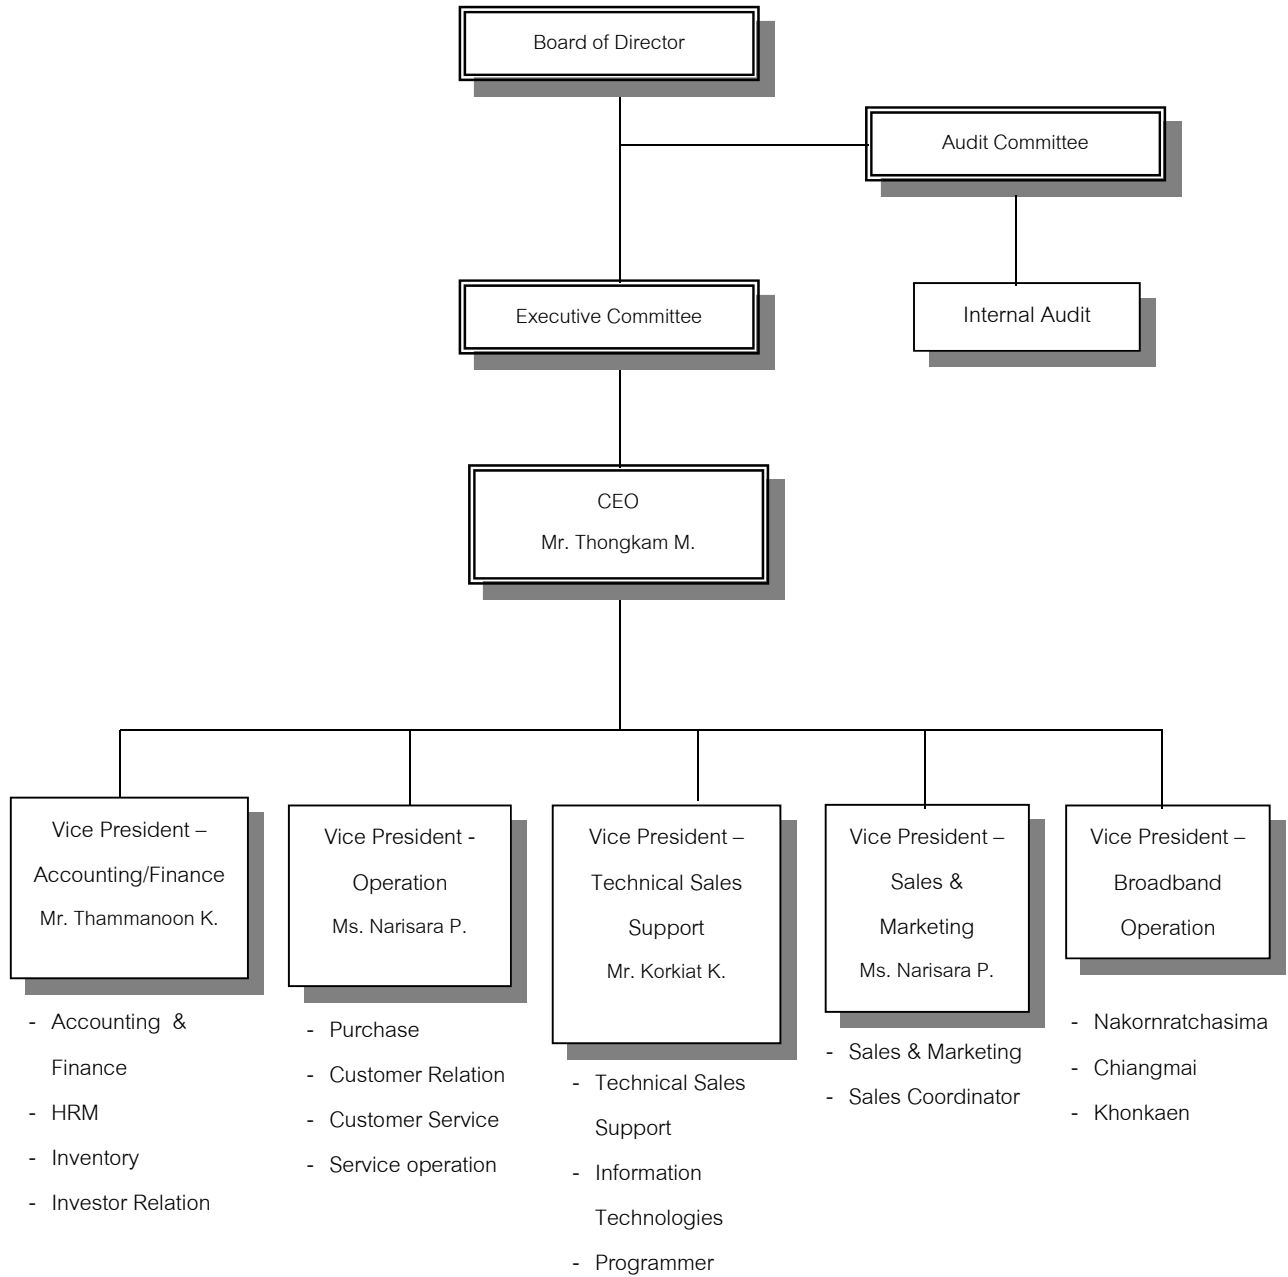 Board of Director
Audit Committee
Executive Committee
Internal Audit
CEO
Mr. Thongkam M.
Vice President –
Accounting/Finance
Mr. Thammanoon K.
- Accounting & 
Finance
- HRM
- Inventory
- Investor Relation
Vice President -
Operation
Ms. Narisara P.
- Purchase
- Customer Relation
- Customer Service
- Service operation
Vice President –
Technical Sales
Support
Mr. Korkiat K.
- Technical Sales
Support
- Information
Technologies
- Programmer
Vice President –
Sales &
Marketing
Ms. Narisara P.
- Sales & Marketing
- Sales Coordinator
Vice President –
Broadband
Operation
- Nakornratchasima
- Chiangmai
- Khonkaen